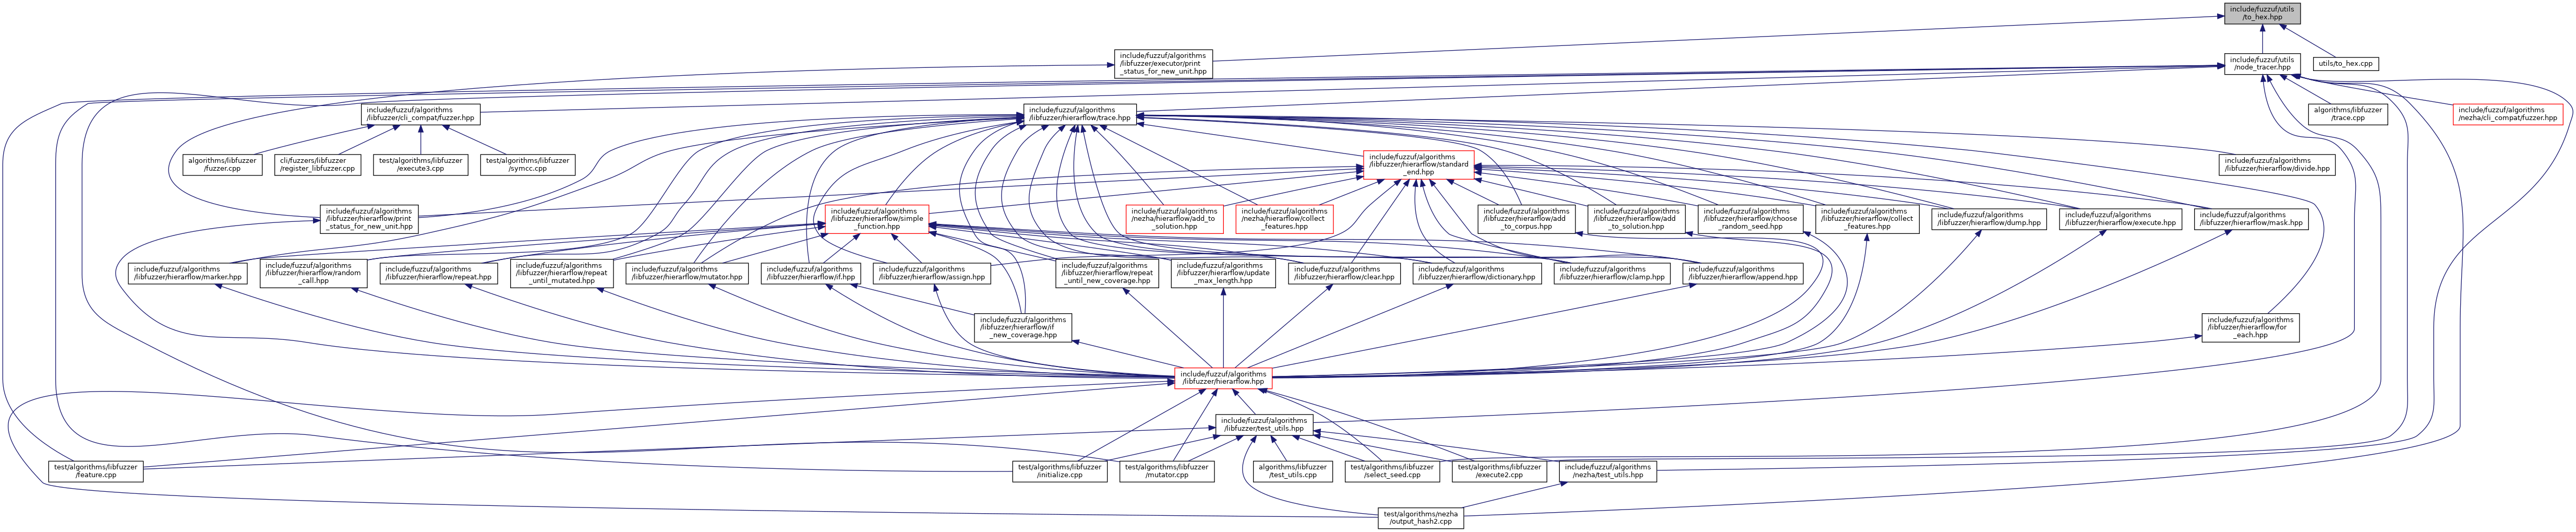 include/fuzzuf/utils
/to_hex.hpp
include/fuzzuf/algorithms
/libfuzzer/executor/print
_status_for_new_unit.hpp
include/fuzzuf/utils
/node_tracer.hpp
utils/to_hex.cpp
include/fuzzuf/algorithms
/libfuzzer/cli_compat/fuzzer.hpp
include/fuzzuf/algorithms
/libfuzzer/hierarflow/trace.hpp
algorithms/libfuzzer
/trace.cpp
include/fuzzuf/algorithms
/nezha/cli_compat/fuzzer.hpp
algorithms/libfuzzer
/fuzzer.cpp
cli/fuzzers/libfuzzer
/register_libfuzzer.cpp
test/algorithms/libfuzzer
/execute3.cpp
test/algorithms/libfuzzer
/symcc.cpp
include/fuzzuf/algorithms
/libfuzzer/hierarflow/standard
_end.hpp
include/fuzzuf/algorithms
/libfuzzer/hierarflow/divide.hpp
include/fuzzuf/algorithms
/libfuzzer/hierarflow/print
_status_for_new_unit.hpp
include/fuzzuf/algorithms
/libfuzzer/hierarflow/simple
_function.hpp
include/fuzzuf/algorithms
/nezha/hierarflow/add_to
_solution.hpp
include/fuzzuf/algorithms
/nezha/hierarflow/collect
_features.hpp
include/fuzzuf/algorithms
/libfuzzer/hierarflow/add
_to_corpus.hpp
include/fuzzuf/algorithms
/libfuzzer/hierarflow/add
_to_solution.hpp
include/fuzzuf/algorithms
/libfuzzer/hierarflow/choose
_random_seed.hpp
include/fuzzuf/algorithms
/libfuzzer/hierarflow/collect
_features.hpp
include/fuzzuf/algorithms
/libfuzzer/hierarflow/dump.hpp
include/fuzzuf/algorithms
/libfuzzer/hierarflow/execute.hpp
include/fuzzuf/algorithms
/libfuzzer/hierarflow/mask.hpp
include/fuzzuf/algorithms
/libfuzzer/hierarflow/marker.hpp
include/fuzzuf/algorithms
/libfuzzer/hierarflow/random
_call.hpp
include/fuzzuf/algorithms
/libfuzzer/hierarflow/repeat.hpp
include/fuzzuf/algorithms
/libfuzzer/hierarflow/repeat
_until_mutated.hpp
include/fuzzuf/algorithms
/libfuzzer/hierarflow/mutator.hpp
include/fuzzuf/algorithms
/libfuzzer/hierarflow/if.hpp
include/fuzzuf/algorithms
/libfuzzer/hierarflow/assign.hpp
include/fuzzuf/algorithms
/libfuzzer/hierarflow/repeat
_until_new_coverage.hpp
include/fuzzuf/algorithms
/libfuzzer/hierarflow/update
_max_length.hpp
include/fuzzuf/algorithms
/libfuzzer/hierarflow/clear.hpp
include/fuzzuf/algorithms
/libfuzzer/hierarflow/dictionary.hpp
include/fuzzuf/algorithms
/libfuzzer/hierarflow/clamp.hpp
include/fuzzuf/algorithms
/libfuzzer/hierarflow/append.hpp
include/fuzzuf/algorithms
/libfuzzer/hierarflow/if
_new_coverage.hpp
include/fuzzuf/algorithms
/libfuzzer/hierarflow/for
_each.hpp
include/fuzzuf/algorithms
/libfuzzer/hierarflow.hpp
include/fuzzuf/algorithms
/libfuzzer/test_utils.hpp
test/algorithms/libfuzzer
/feature.cpp
test/algorithms/libfuzzer
/initialize.cpp
test/algorithms/libfuzzer
/mutator.cpp
algorithms/libfuzzer
/test_utils.cpp
test/algorithms/libfuzzer
/select_seed.cpp
test/algorithms/libfuzzer
/execute2.cpp
include/fuzzuf/algorithms
/nezha/test_utils.hpp
test/algorithms/nezha
/output_hash2.cpp